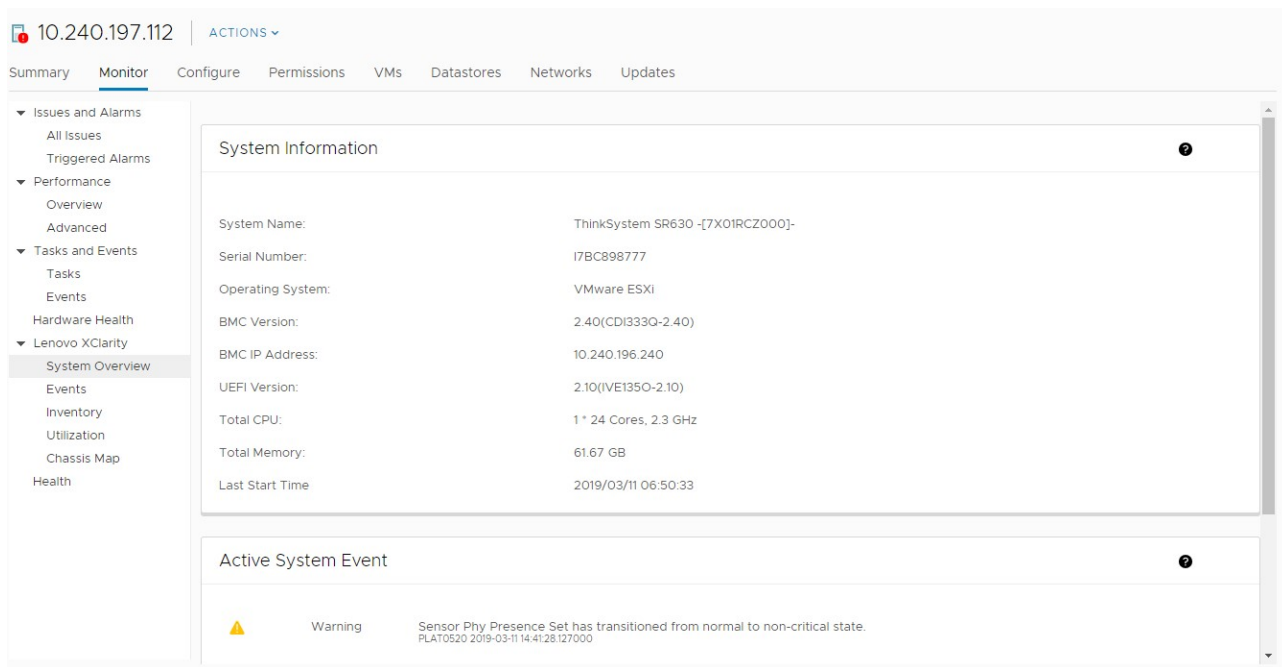 10.240.197.112 ACTIONS
Summary Monitor Configure Permissions VMs Datastores Networks Updates
Issues and Alarms
All Issues
Triggered Alarms
Performance
Overview
Advanced
Tasks and Events
Tasks
Events
Hardware Health
Lenovo XClarity
System Overview
Events
Inventory
Utilization
Chassis Map
Health
System Information
System Name: ThinkSystem SR630 -[7X01RCZ000]-
Serial Number: I7BC898777
Operating System: VMware ESXi
BMC Version: 2.40(CDI333Q-2.40)
BMC IP Address: 10.240.196.240
UEFI Version: 2.10(IVE135O-2.10)
Total CPU: 1 * 24 Cores, 2.3 GHz
Total Memory: 61.67 GB
Last Start Time 2019/03/11 06:50:33
Active System Event
Warning Sensor Phy Presence Set has transitioned from normal to non-critical state.
PLAT0520 2019-03-11 14:41:28.127000